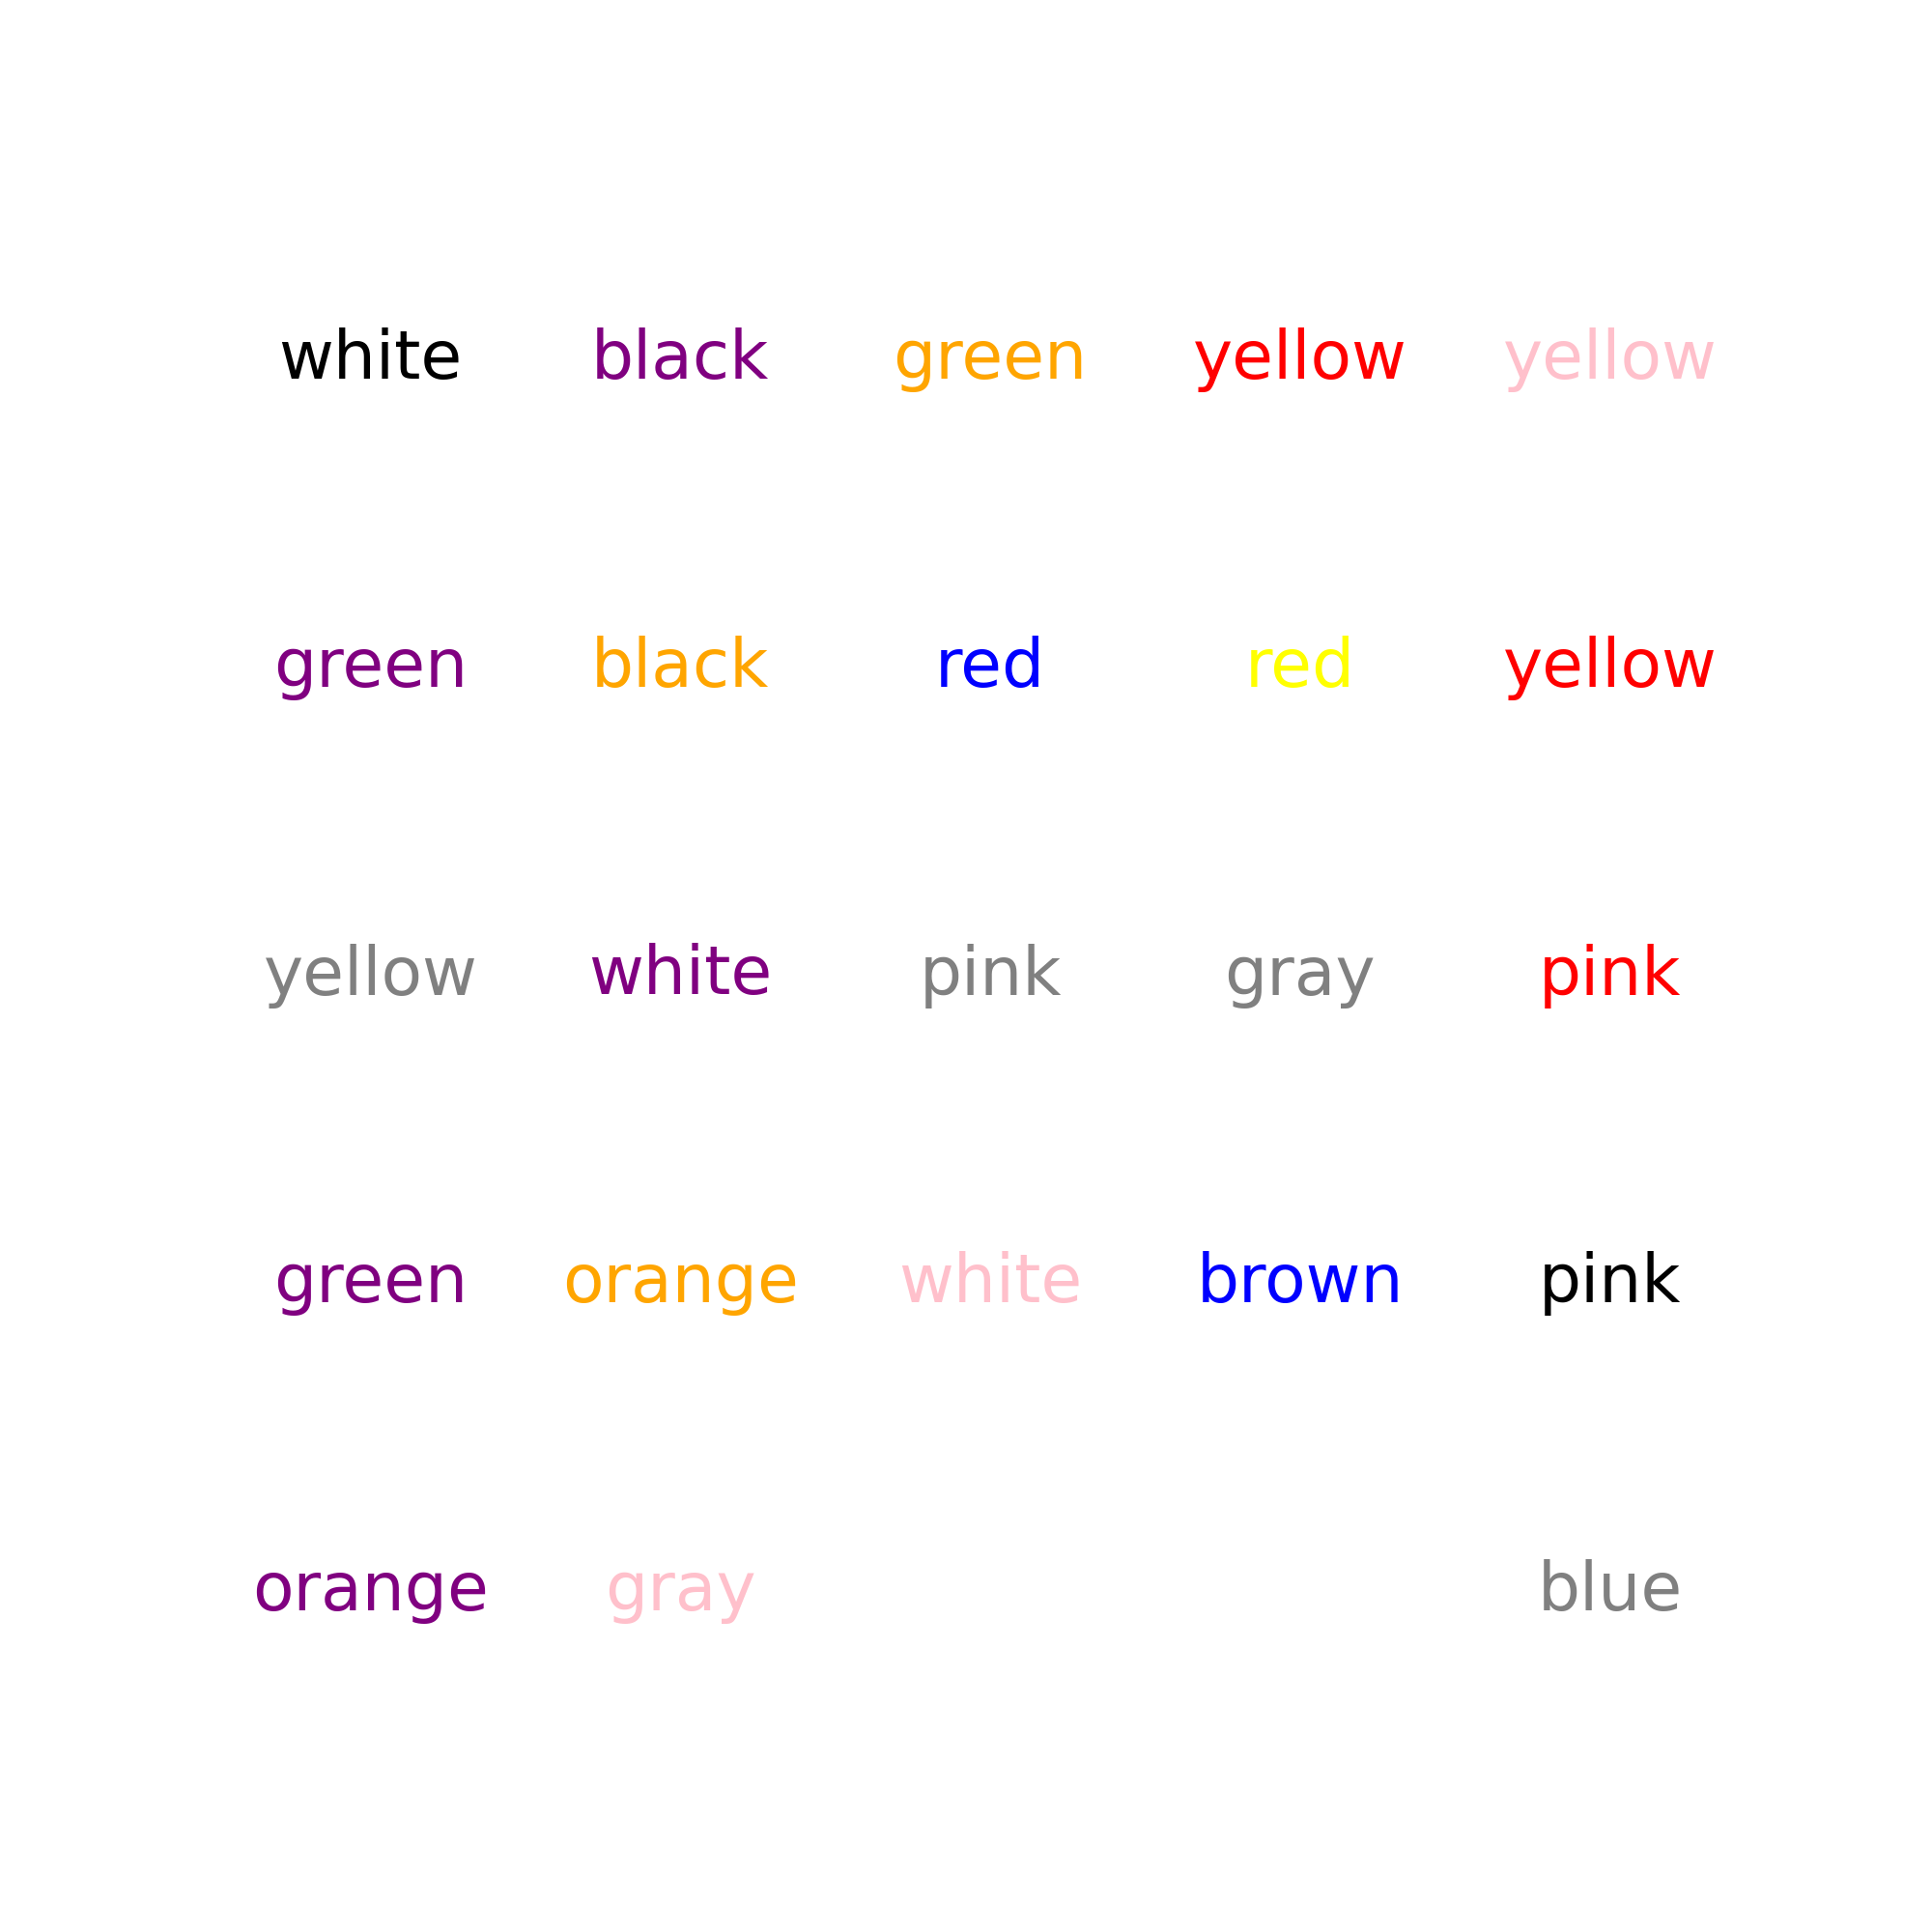 white black green yellow yellow
green black red red yellow
yellow white pink gray pink
green orange white brown pink
orange gray blue